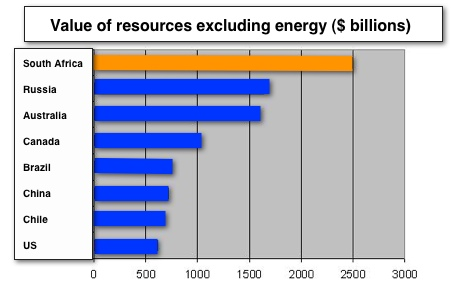 Value of resources excluding energy ($ billions)
South Africa
Russia
Australia
Canada
Brazil
China
Chile
US
0 500 1000 1500 2000 2500 3000